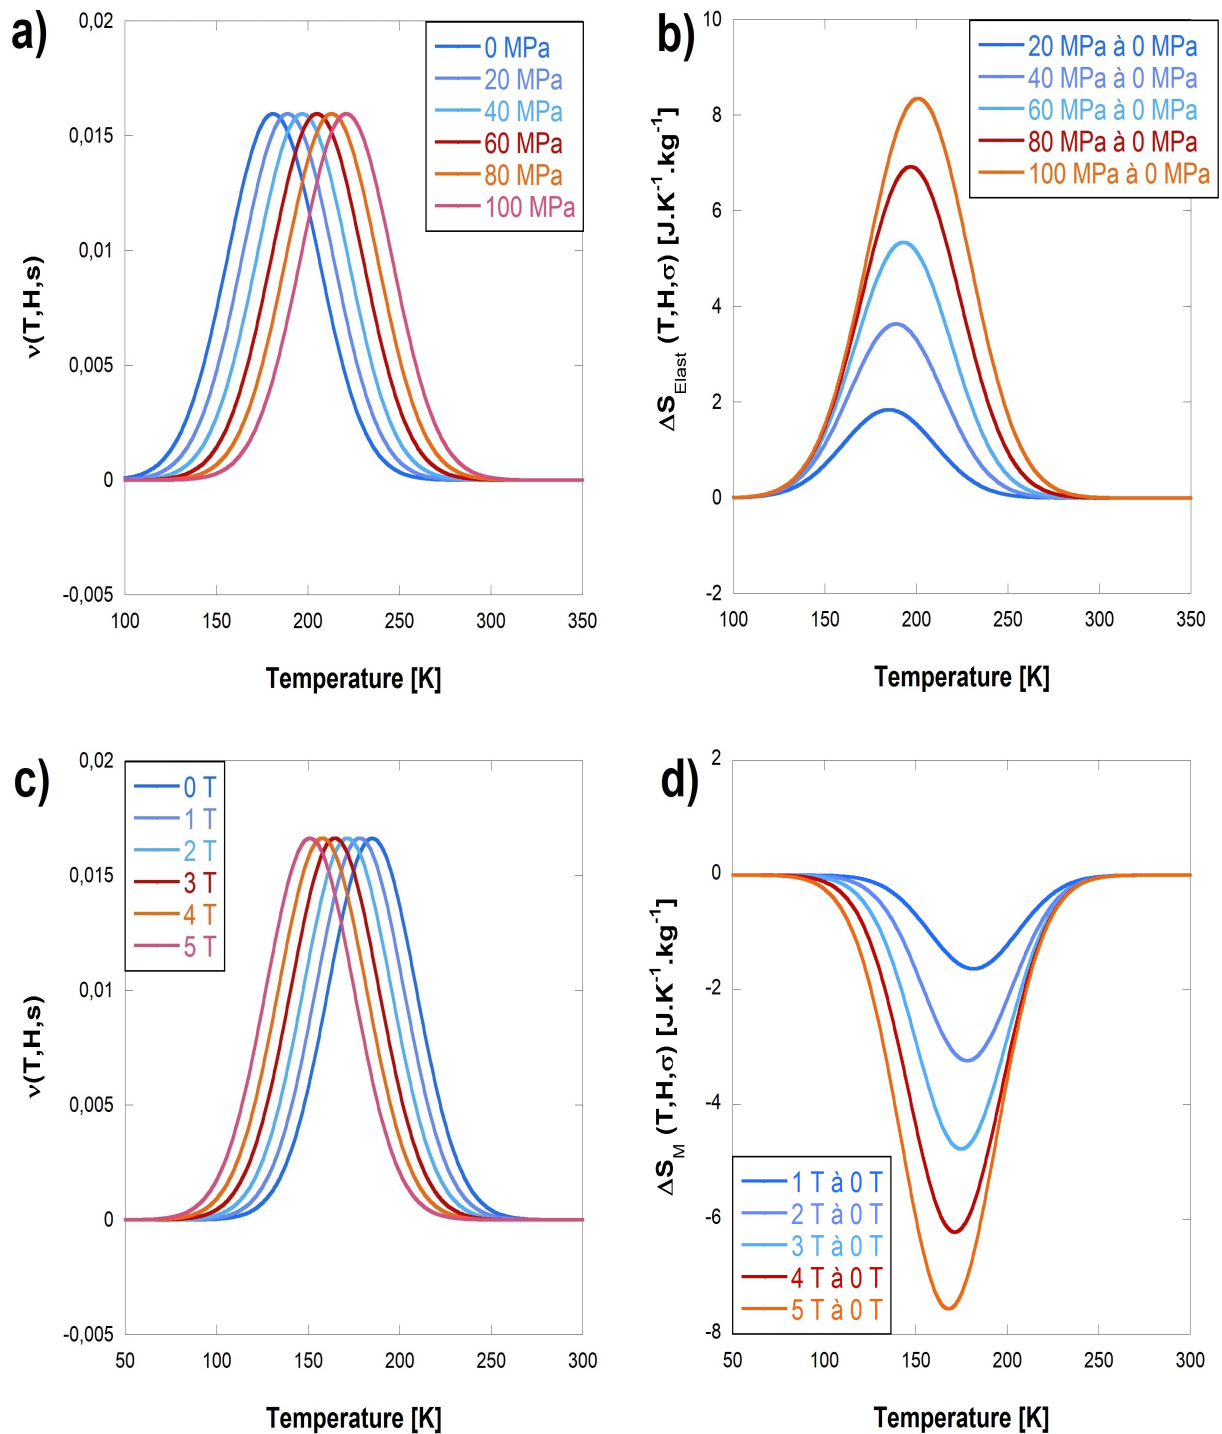 a)
0,02
0,015
0,01
0,005
0
-0,005
ν(T,H,s)
0 MPa
20 MPa
40 MPa
60 MPa
80 MPa
100 MPa
100 150 200 250 300 350
Temperature [K]
b)
10
8
6
4
2
0
-2
ΔS_Elast (T,H,σ) [J.K⁻¹.kg⁻¹]
20 MPa à 0 MPa
40 MPa à 0 MPa
60 MPa à 0 MPa
80 MPa à 0 MPa
100 MPa à 0 MPa
100 150 200 250 300 350
Temperature [K]
c)
0,02
0,015
0,01
0,005
0
-0,005
ν(T,H,s)
0 T
1 T
2 T
3 T
4 T
5 T
50 100 150 200 250 300
Temperature [K]
d)
2
0
-2
-4
-6
-8
ΔS_M (T,H,σ) [J.K⁻¹.kg⁻¹]
1 T à 0 T
2 T à 0 T
3 T à 0 T
4 T à 0 T
5 T à 0 T
50 100 150 200 250 300
Temperature [K]